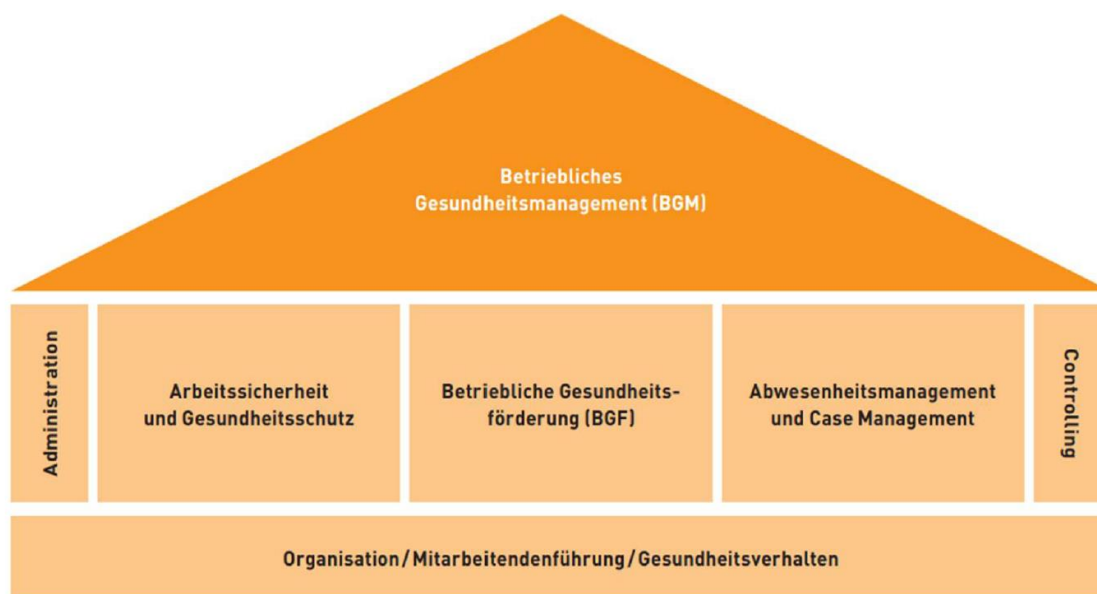 Betriebliches
Gesundheitsmanagement (BGM)
Administration
Arbeitssicherheit
und Gesundheitsschutz
Betriebliche Gesundheits-
förderung (BGF)
Abwesenheitsmanagement
und Case Management
Controlling
Organisation/Mitarbeitendenführung/Gesundheitsverhalten